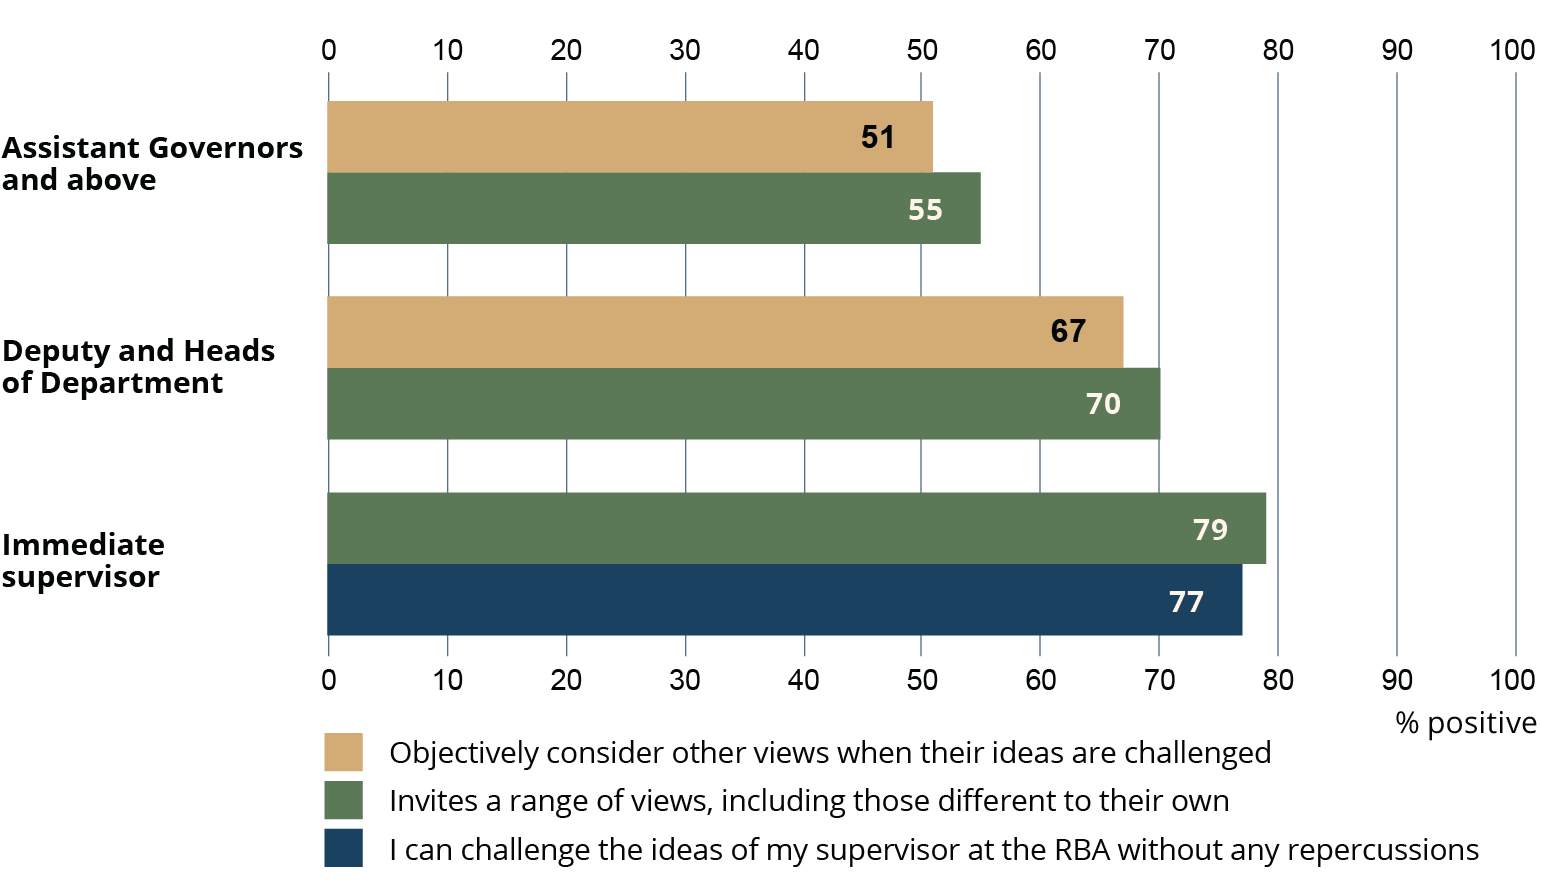 0 10 20 30 40 50 60 70 80 90 100
Assistant Governors
and above
51
55
Deputy and Heads
of Department
67
70
Immediate
supervisor
79
77
0 10 20 30 40 50 60 70 80 90 100
% positive
Objectively consider other views when their ideas are challenged
Invites a range of views, including those different to their own
I can challenge the ideas of my supervisor at the RBA without any repercussions